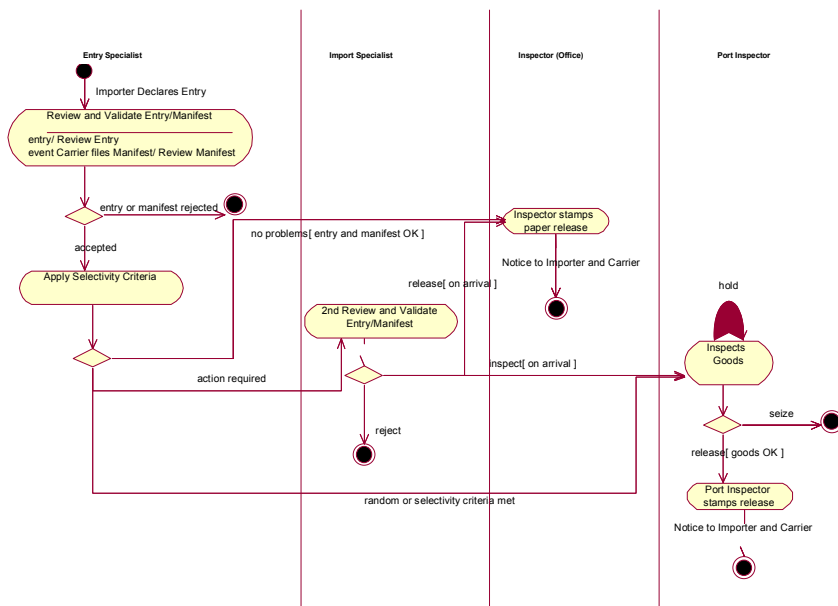 Entry Specialist
Import Specialist
Inspector (Office)
Port Inspector
Importer Declares Entry
Review and Validate Entry/Manifest
entry/ Review Entry
event Carrier files Manifest/ Review Manifest
entry or manifest rejected
accepted
no problems[ entry and manifest OK ]
Inspector stamps
paper release
Notice to Importer and Carrier
Apply Selectivity Criteria
release[ on arrival ]
hold
2nd Review and Validate
Entry/Manifest
Inspects
Goods
action required
inspect[ on arrival ]
reject
seize
release[ goods OK ]
random or selectivity criteria met
Port Inspector
stamps release
Notice to Importer and Carrier